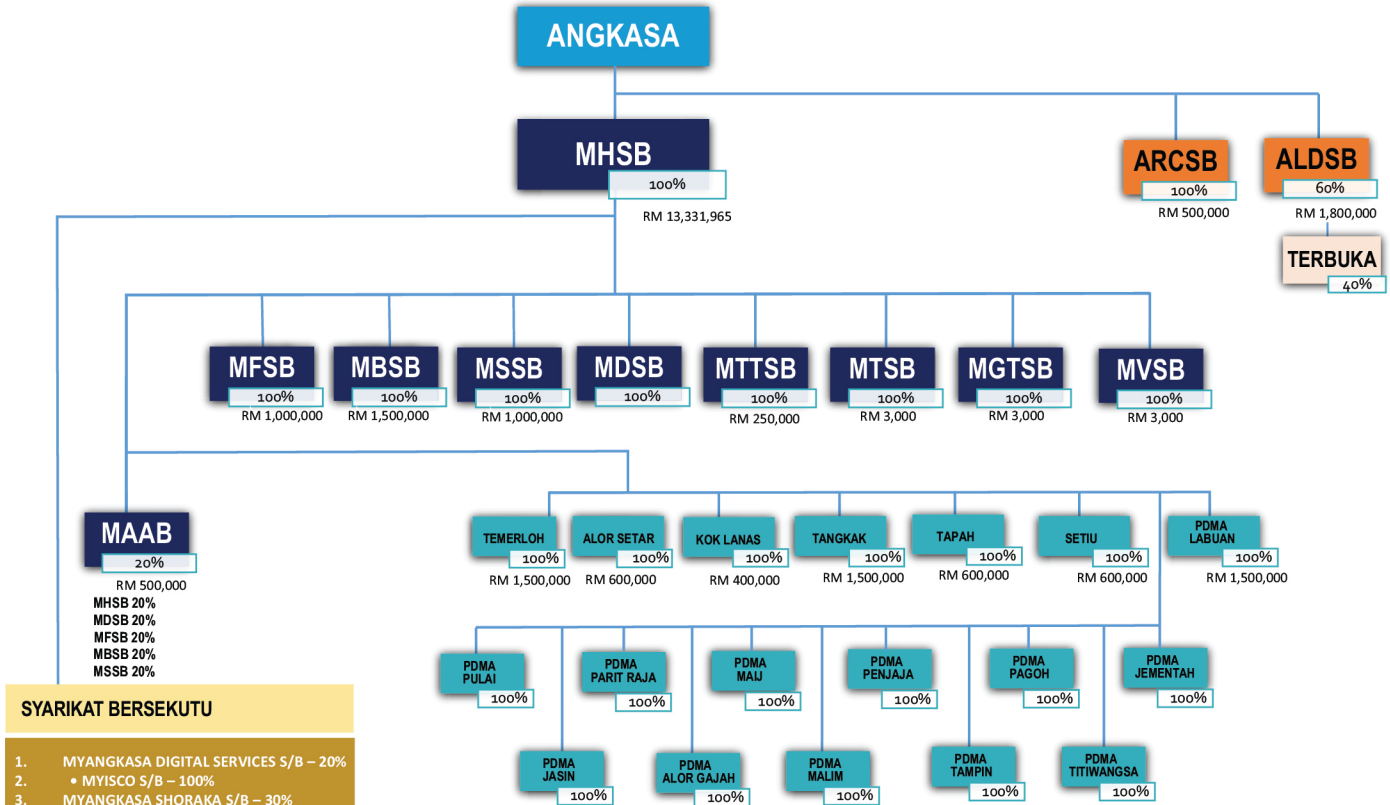 ANGKASA
MHSB
100%
RM 13,331,965
ARCSB
100%
RM 500,000
ALDSB
60%
RM 1,800,000
TERBUKA
40%
MFSB
100%
RM 1,000,000
MBSB
100%
RM 1,500,000
MSSB
100%
RM 1,000,000
MDSB
100%
MTTSB
100%
RM 250,000
MTSB
100%
RM 3,000
MGTSB
100%
RM 3,000
MVSB
100%
RM 3,000
MAAB
20%
RM 500,000
MHSB 20%
MDSB 20%
MFSB 20%
MBSB 20%
MSSB 20%
TEMERLOH
100%
RM 1,500,000
ALOR SETAR
100%
RM 600,000
KOK LANAS
100%
RM 400,000
TANGKAK
100%
RM 1,500,000
TAPAH
100%
RM 600,000
SETIU
100%
RM 600,000
PDMA
LABUAN
100%
RM 1,500,000
PDMA
PULAI
100%
PDMA
PARIT RAJA
100%
PDMA
MAIJ
100%
PDMA
PENJAJA
100%
PDMA
PAGOH
100%
PDMA
JEMENTAH
100%
PDMA
JASIN
100%
PDMA
ALOR GAJAH
100%
PDMA
MALIM
100%
PDMA
TAMPIN
100%
PDMA
TITIWANGSA
100%
SYARIKAT BERSEKUTU
1. MYANGKASA DIGITAL SERVICES S/B – 20%
2. • MYISCO S/B – 100%
3. MYANGKASA SHORAKA S/B – 30%